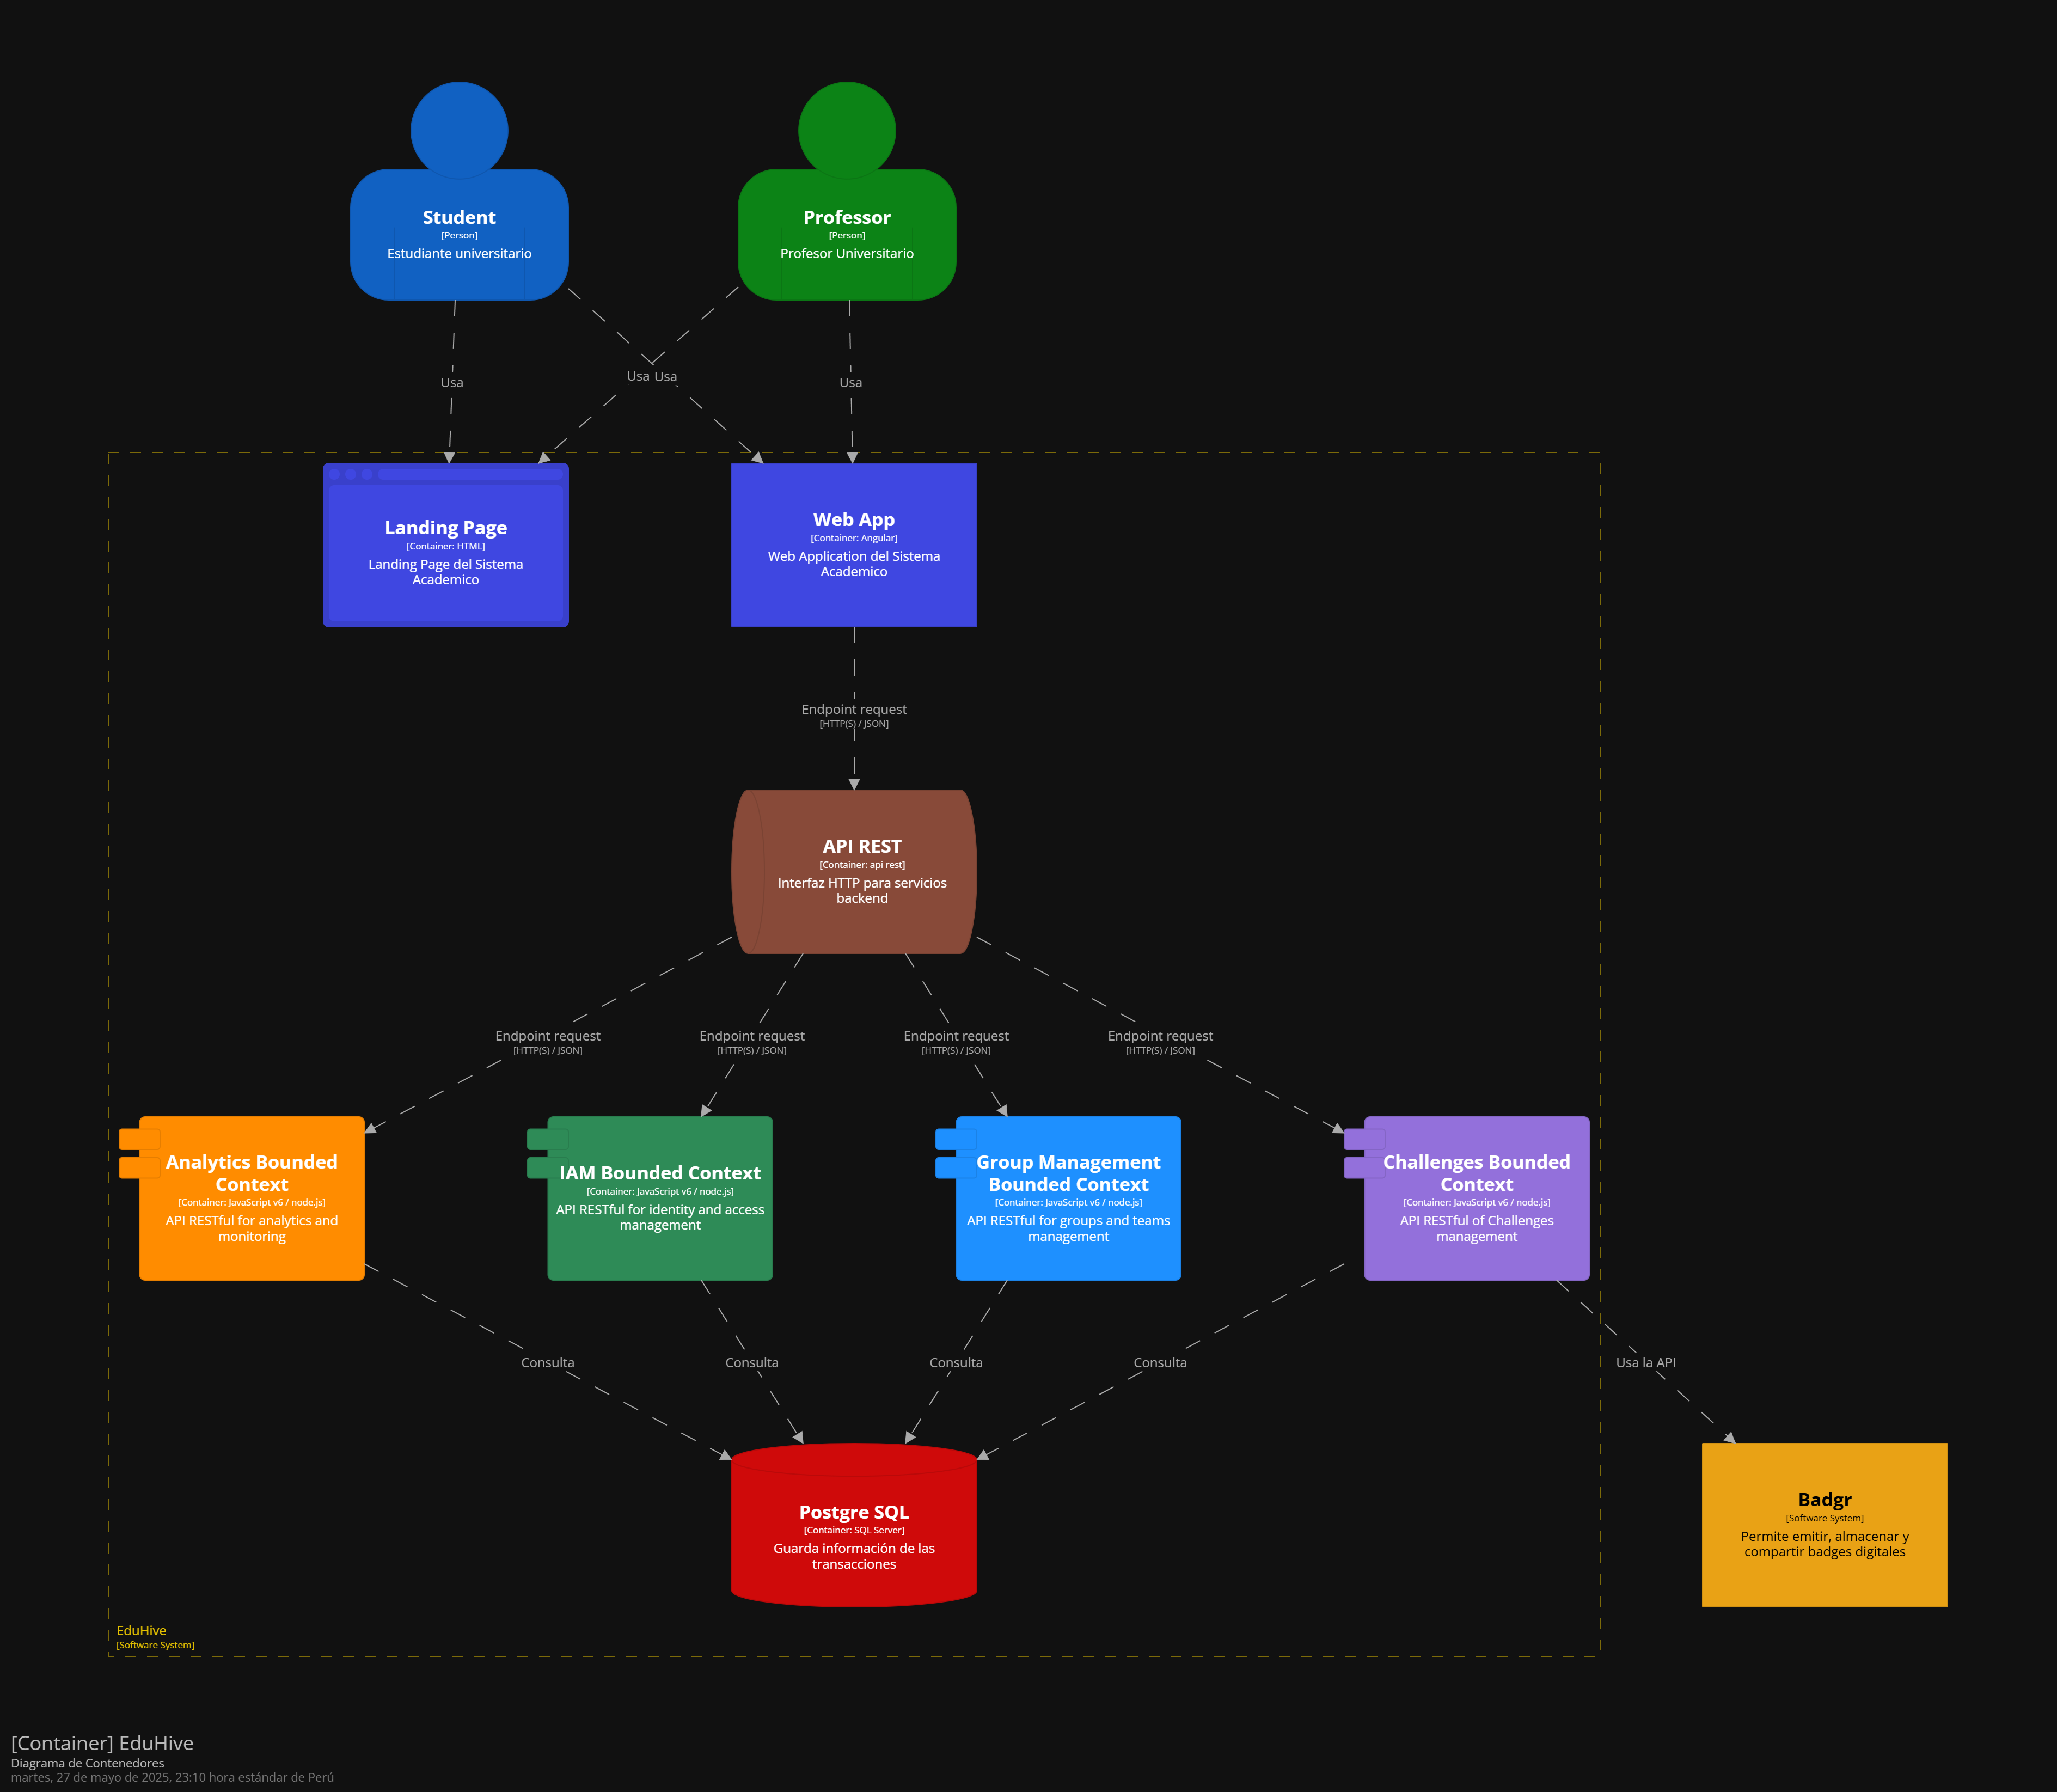 Student
[Person]
Estudiante universitario
Professor
[Person]
Profesor Universitario
Usa
Usa
Usa
Usa
Landing Page
[Container: HTML]
Landing Page del Sistema
Academico
Web App
[Container: Angular]
Web Application del Sistema
Academico
Endpoint request
[HTTP(S) / JSON]
API REST
[Container: api rest]
Interfaz HTTP para servicios
backend
Endpoint request
[HTTP(S) / JSON]
Endpoint request
[HTTP(S) / JSON]
Endpoint request
[HTTP(S) / JSON]
Endpoint request
[HTTP(S) / JSON]
Analytics Bounded
Context
[Container: JavaScript v6 / node.js]
API RESTful for analytics and
monitoring
IAM Bounded Context
[Container: JavaScript v6 / node.js]
API RESTful for identity and access
management
Group Management
Bounded Context
[Container: JavaScript v6 / node.js]
API RESTful for groups and teams
management
Challenges Bounded
Context
[Container: JavaScript v6 / node.js]
API RESTful of Challenges
management
Consulta
Consulta
Consulta
Consulta
Usa la API
Postgre SQL
[Container: SQL Server]
Guarda información de las
transacciones
Badgr
[Software System]
Permite emitir, almacenar y
compartir badges digitales
EduHive
[Software System]
[Container] EduHive
Diagrama de Contenedores
martes, 27 de mayo de 2025, 23:10 hora estándar de Perú